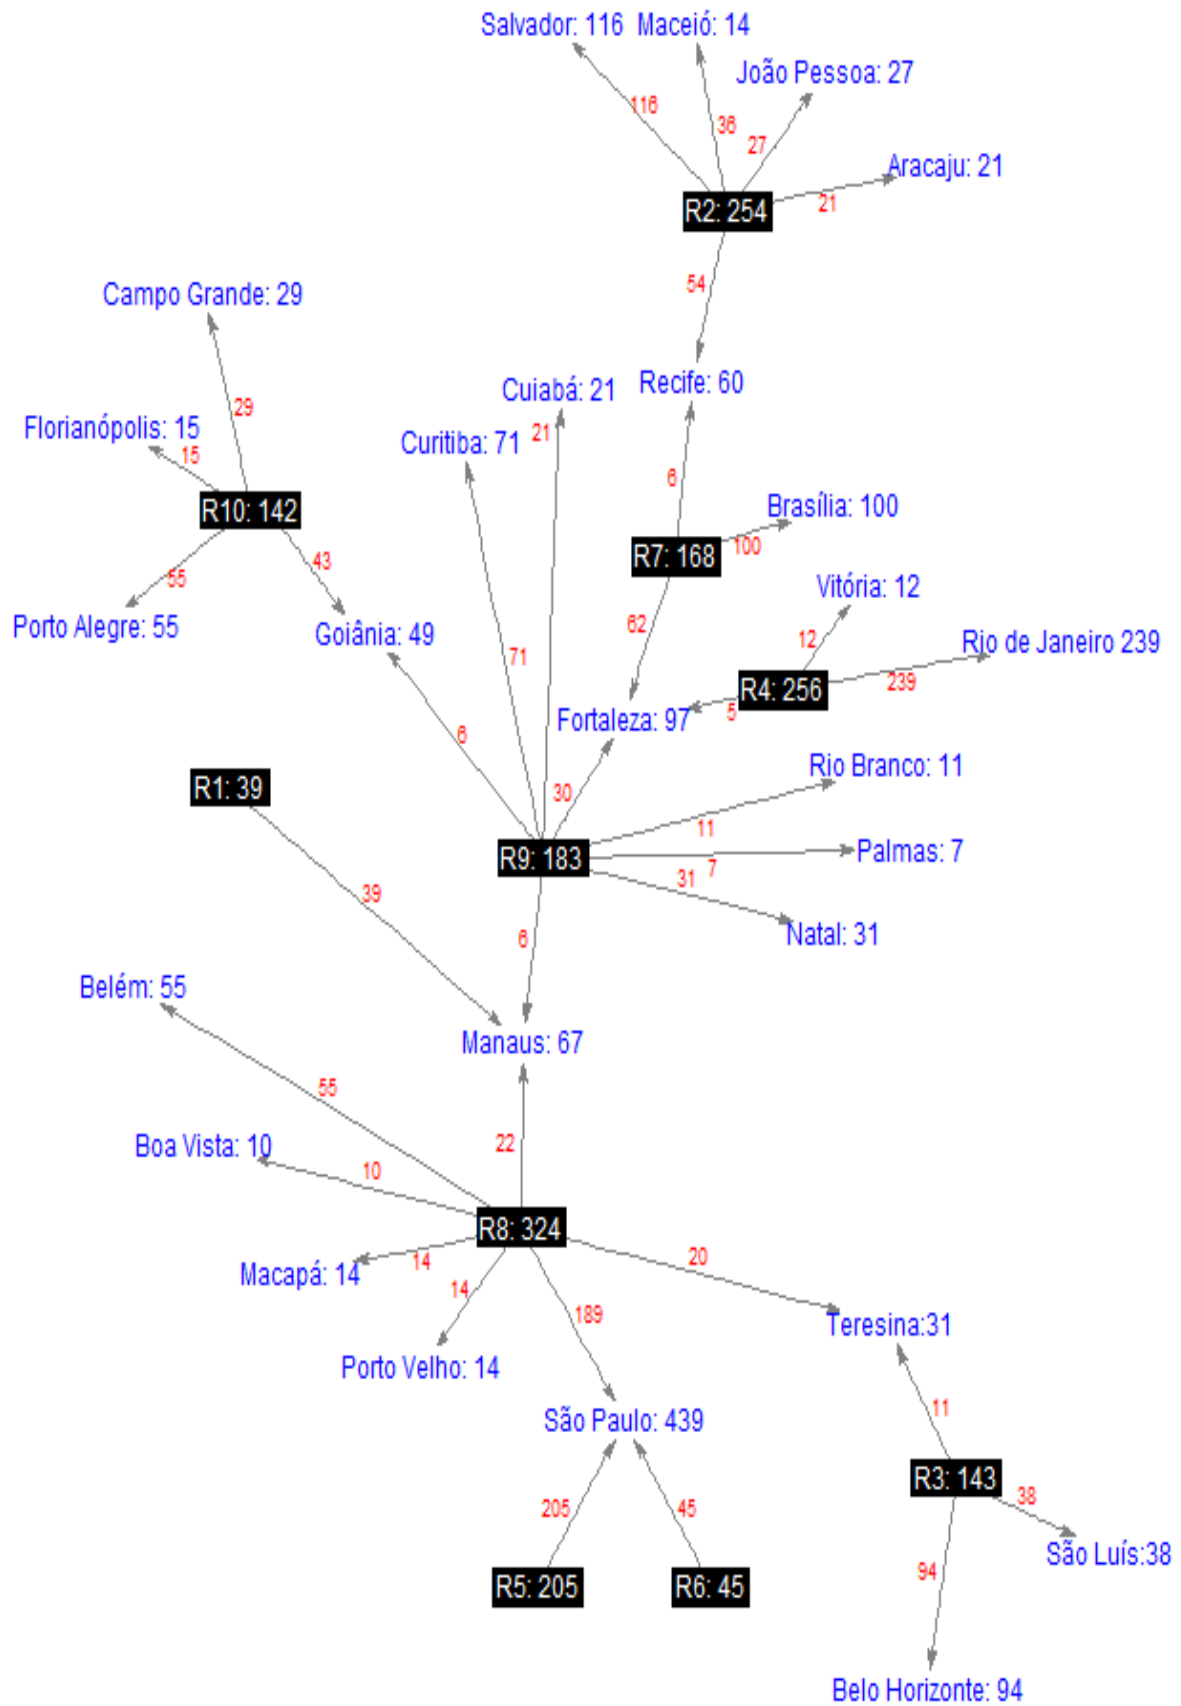 Salvador: 116 Maceió: 14
João Pessoa: 27
116
36
27
Aracaju: 21
21
R2: 254
54
Campo Grande: 29
Recife: 60
Cuiabá: 21
29
21
Florianópolis: 15
Curitiba: 71
15
6
R10: 142
Brasília: 100
100
R7: 168
43
55
Vitória: 12
Porto Alegre: 55
Goiânia: 49
62
12
Rio de Janeiro 239
71
239
R4: 256
5
Fortaleza: 97
6
Rio Branco: 11
R1: 39
30
11
R9: 183
Palmas: 7
7
31
39
Natal: 31
6
Belém: 55
Manaus: 67
55
22
Boa Vista: 10
10
R8: 324
20
14
Macapá: 14
14
189
Teresina:31
Porto Velho: 14
São Paulo: 439
11
R3: 143
38
205
45
São Luís:38
94
R5: 205
R6: 45
Belo Horizonte: 94